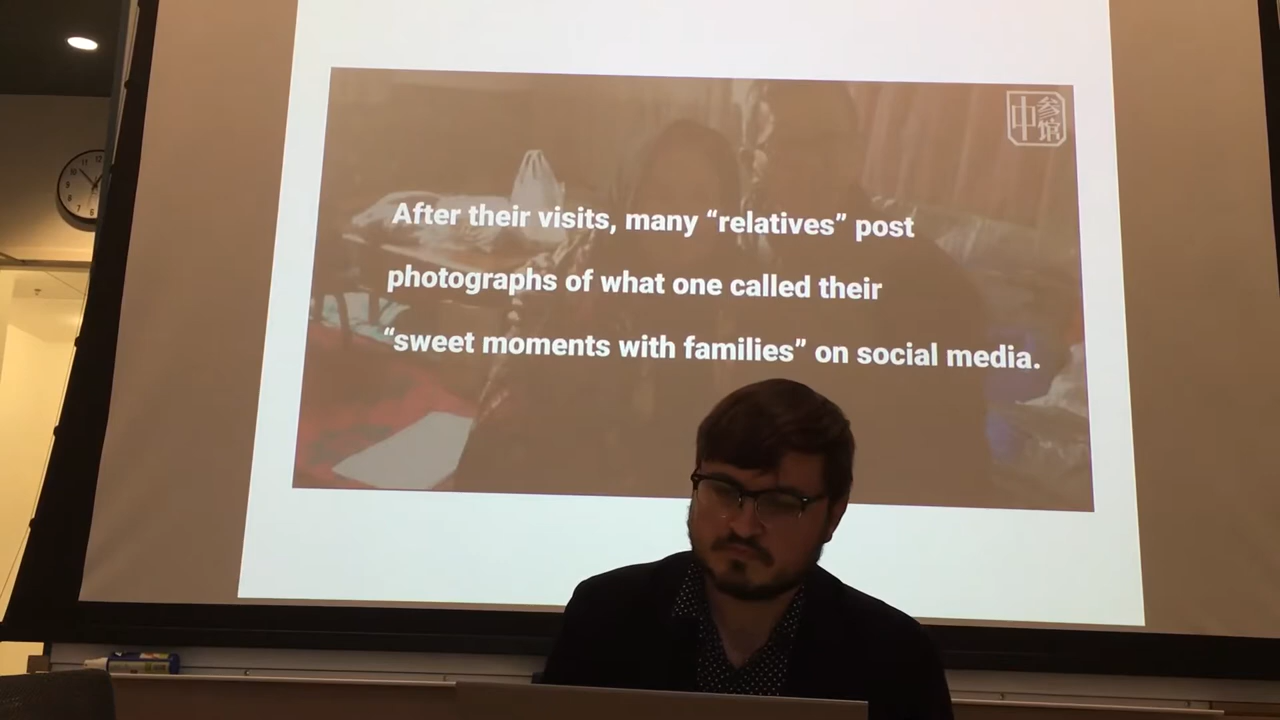 中
参
馆
After their visits, many “relatives” post
photographs of what one called their
“sweet moments with families” on social media.